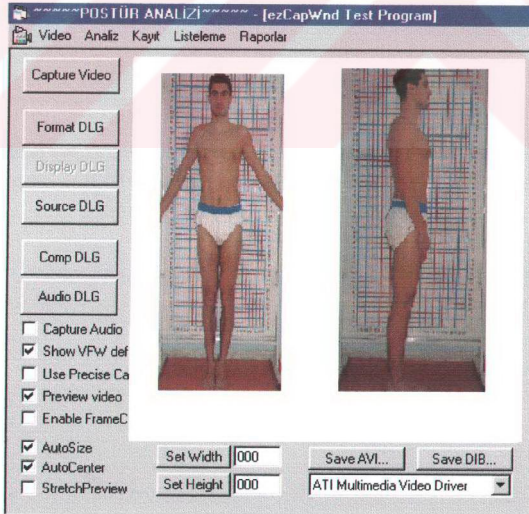 ~~~~~POSTÜR ANALİZİ~~~~~ - [ezCapWnd Test Program]
Video Analiz Kayıt Listeleme Raporlar
Capture Video
Format DLG
Display DLG
Source DLG
Comp DLG
Audio DLG
Capture Audio
Show VFW def
Use Precise Ca
Preview video
Enable FrameC
AutoSize
AutoCenter
StretchPreview
Set Width 000
Set Height 000
Save AVI... Save DIB...
ATI Multimedia Video Driver